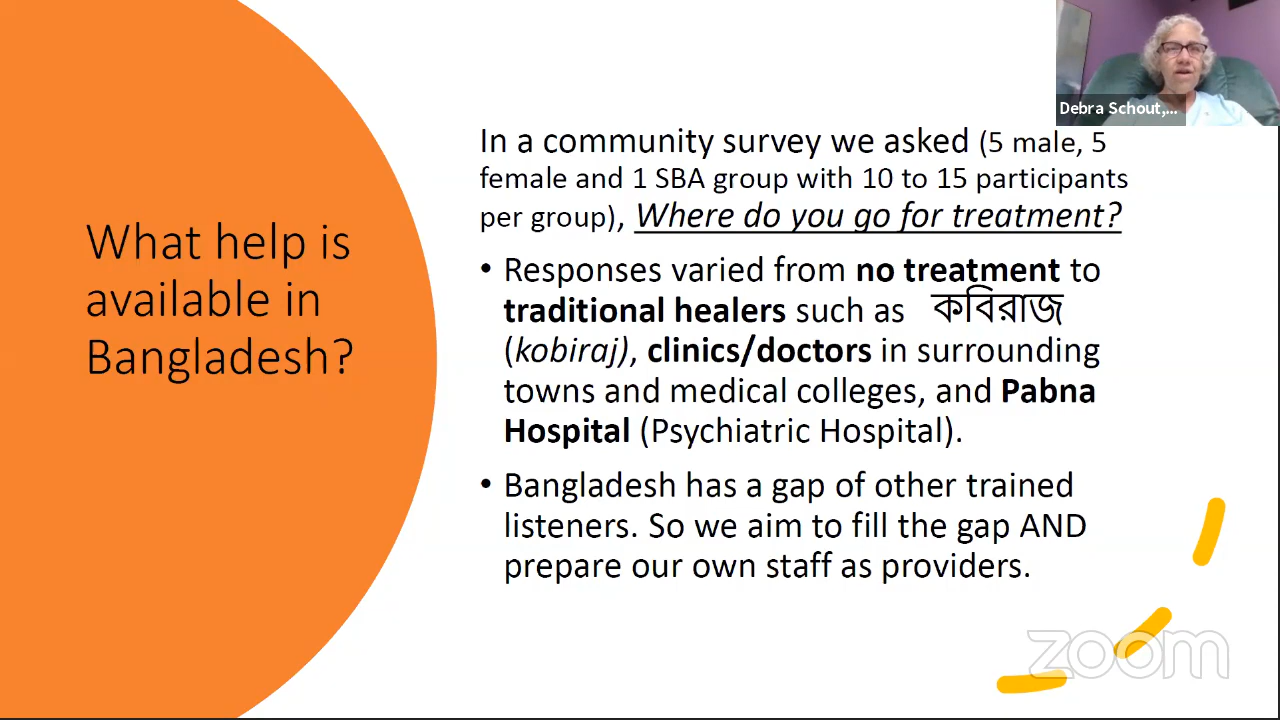 Debra Schout,...
In a community survey we asked (5 male, 5
female and 1 SBA group with 10 to 15 participants
per group), Where do you go for treatment?
What help is
available in
Bangladesh?
• Responses varied from no treatment to
traditional healers such as কবিরাজ
(kobiraj), clinics/doctors in surrounding
towns and medical colleges, and Pabna
Hospital (Psychiatric Hospital).
• Bangladesh has a gap of other trained
listeners. So we aim to fill the gap AND
prepare our own staff as providers.
zoom